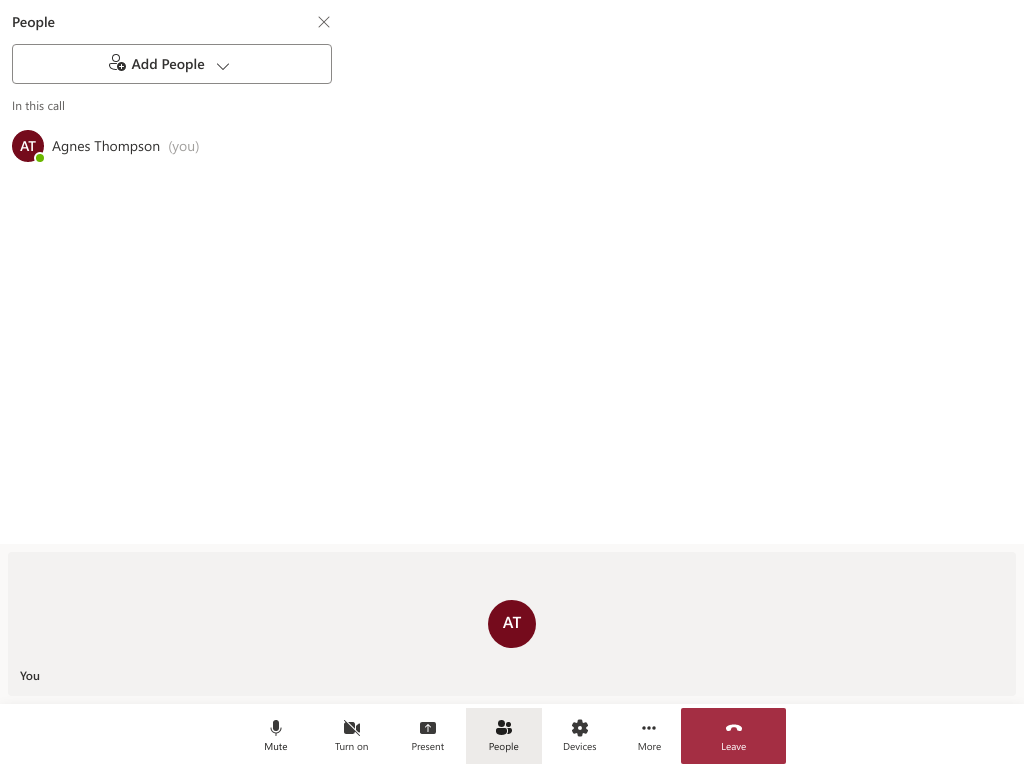 People
Add People
In this call
AT Agnes Thompson (you)
AT
You
Mute Turn on Present People Devices More Leave